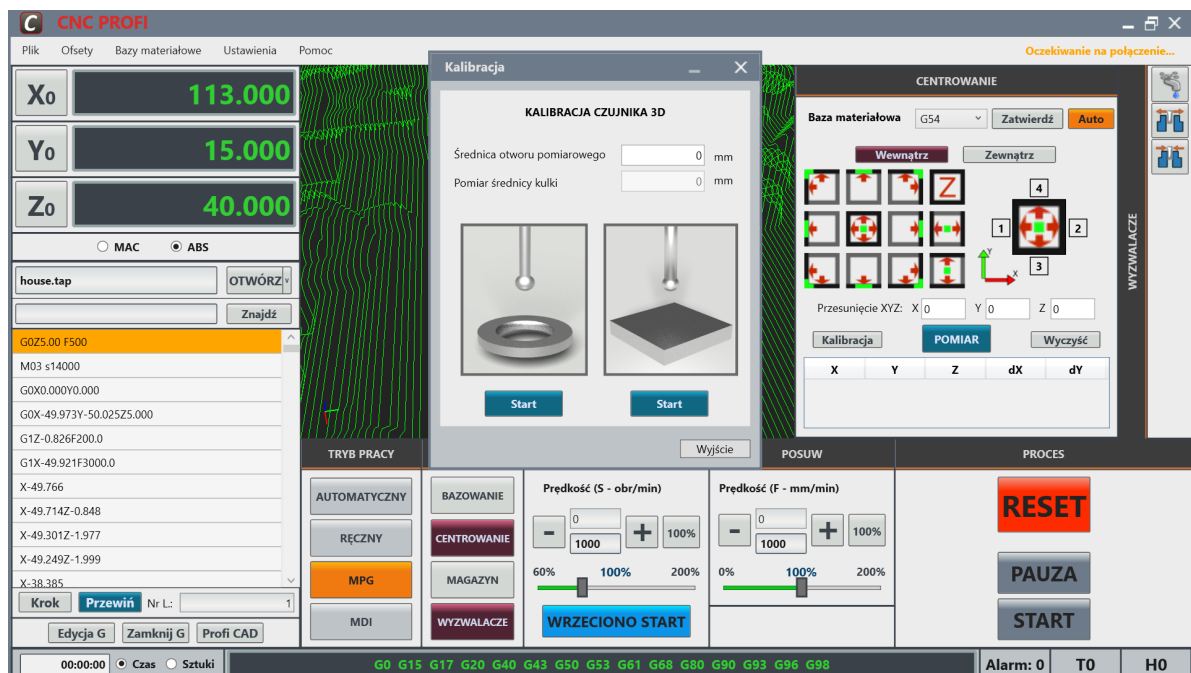 C CNC PROFI
Plik Ofsety Bazy materiałowe Ustawienia Pomoc
Oczekiwanie na połączenie...
X0 113.000
Y0 15.000
Z0 40.000
MAC ABS
house.tap OTWÓRZ
Znajdź
G0Z5.00 F500
M03 s14000
G0X0.000Y0.000
G0X-49.973Y-50.025Z5.000
G1Z-0.826F200.0
G1X-49.921F3000.0
X-49.766
X-49.714Z-0.848
X-49.301Z-1.977
X-49.249Z-1.999
X-38.385
Krok Przewiń Nr L.: 1
Edycja G Zamknij G Profi CAD
Kalibracja
KALIBRACJA CZUJNIKA 3D
Średnica otworu pomiarowego 0 mm
Pomiar średnicy kulki 0 mm
Start Start
Wyjście
CENTROWANIE
Baza materiałowa G54 Zatwierdź Auto
Wewnątrz Zewnątrz
Z
4
1 2
3
Y
X
Przesunięcie XYZ: X 0 Y 0 Z 0
Kalibracja POMIAR Wyczyść
X Y Z dX dY
WYZWALACZE
TRYB PRACY
AUTOMATYCZNY
RĘCZNY
MPG
MDI
BAZOWANIE
CENTROWANIE
MAGAZYN
WYZWALACZE
Prędkość (S - obr/min)
- 0 + 100%
1000
60% 100% 200%
WRZECIONO START
POSUW
Prędkość (F - mm/min)
- 0 + 100%
1000
0% 100% 200%
PROCES
RESET
PAUZA
START
00:00:00 Czas Sztuki
G0 G15 G17 G20 G40 G43 G50 G53 G61 G68 G80 G90 G93 G96 G98
Alarm: 0 T0 H0